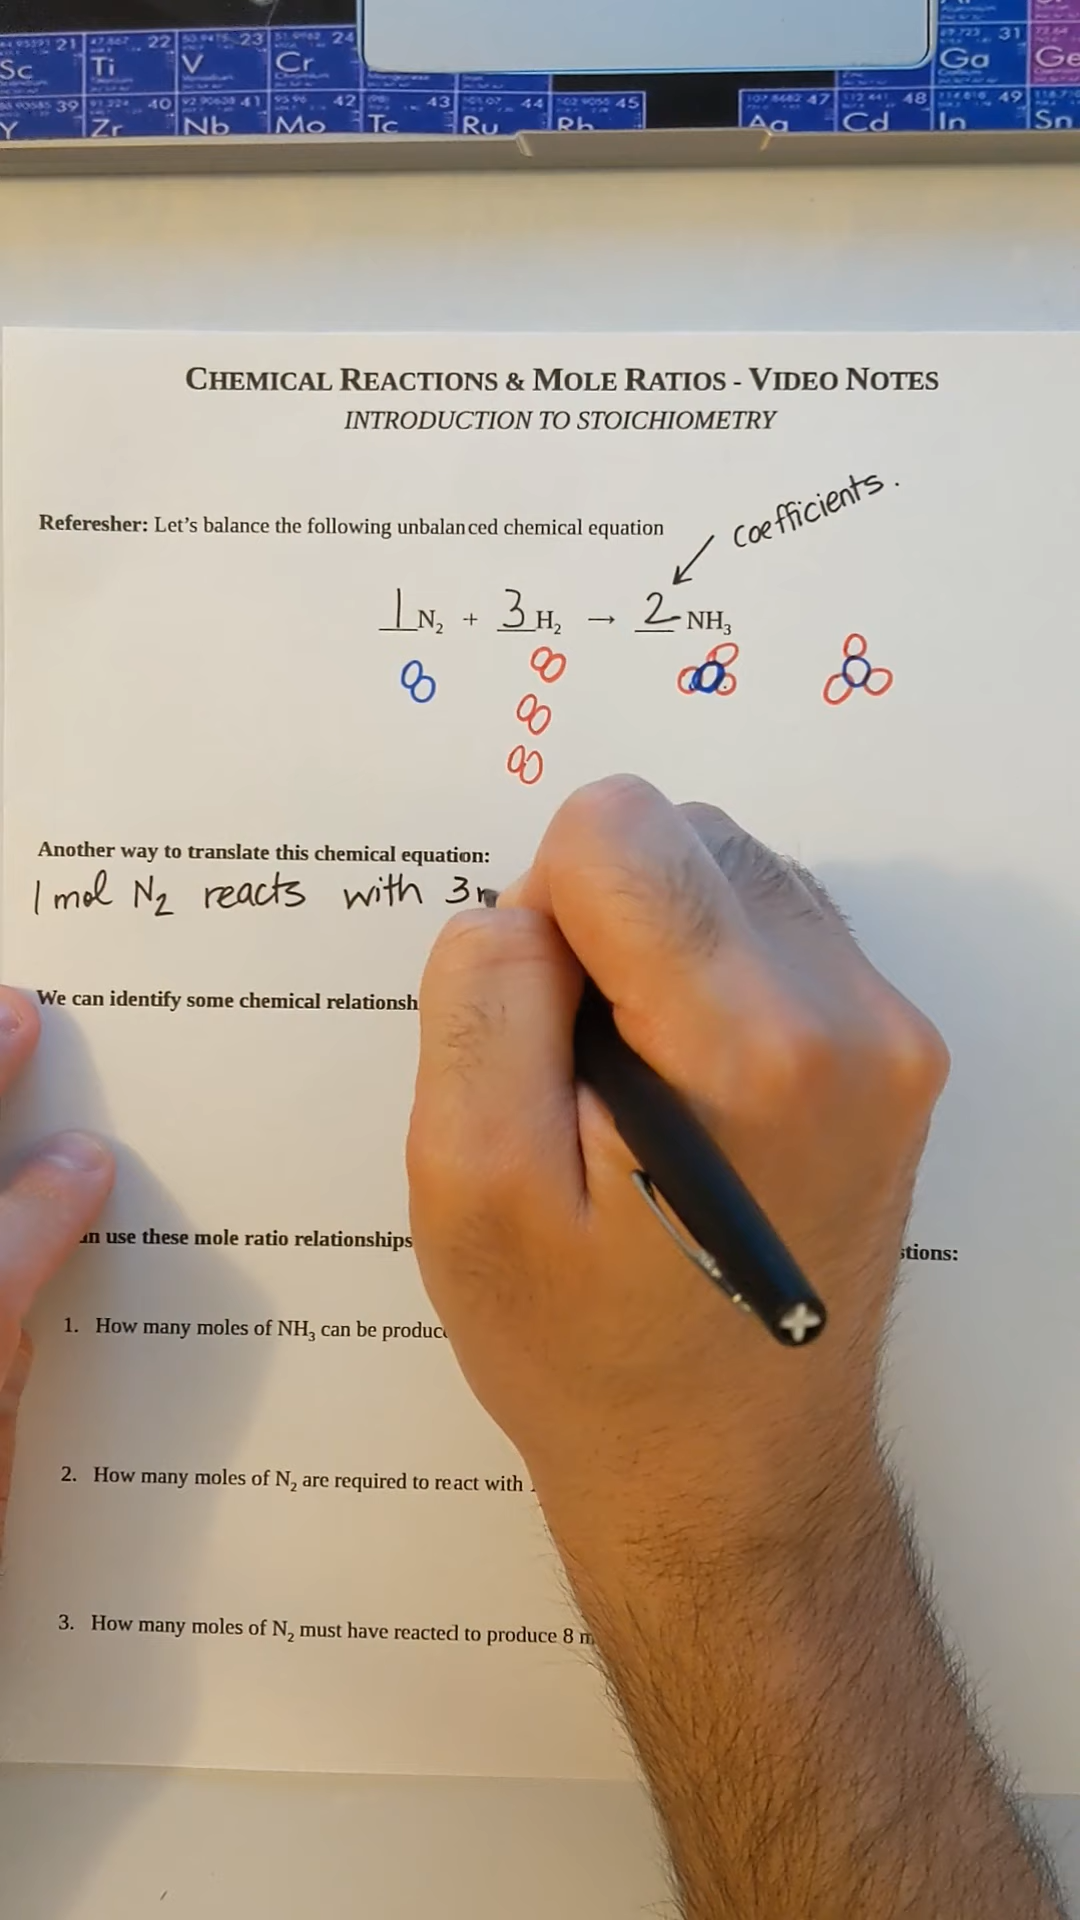 21 22 23 24
Sc Ti V Cr
Ga Ge
31
39 40 42 43 44 45 47 48 49
Y Zr Nb Mo Tc Ru Rh Ag Cd In Sn
CHEMICAL REACTIONS & MOLE RATIOS - VIDEO NOTES
INTRODUCTION TO STOICHIOMETRY
coefficients.
Referesher: Let's balance the following unbalanced chemical equation
1 N₂ + 3 H₂ → 2 NH₃
Another way to translate this chemical equation:
1 mol N₂ reacts with 3
We can identify some chemical
use these mole ratio relationships
1. How many moles of NH₃ can be
2. How many moles of N₂ are required to react with
3. How many moles of N₂ must have reacted to produce 8